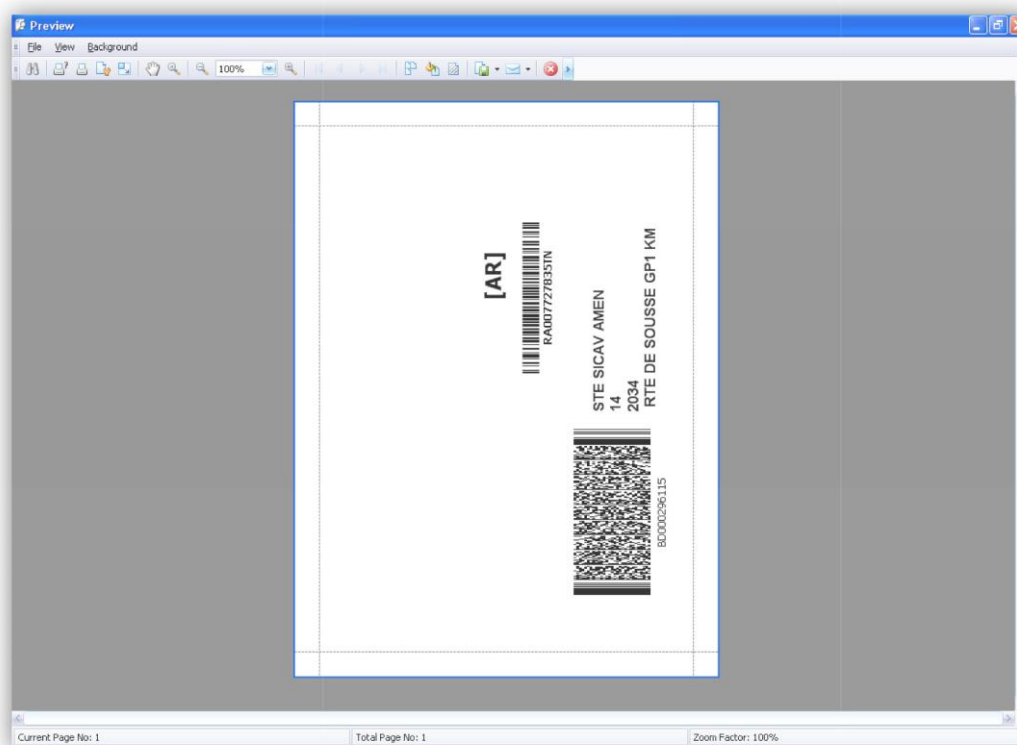 Preview
File View Background
100%
[AR]
RA007727835TN
STE SICAV AMEN
14
2034
RTE DE SOUSSE GP1 KM
BD000296115
Current Page No: 1 Total Page No: 1 Zoom Factor: 100%